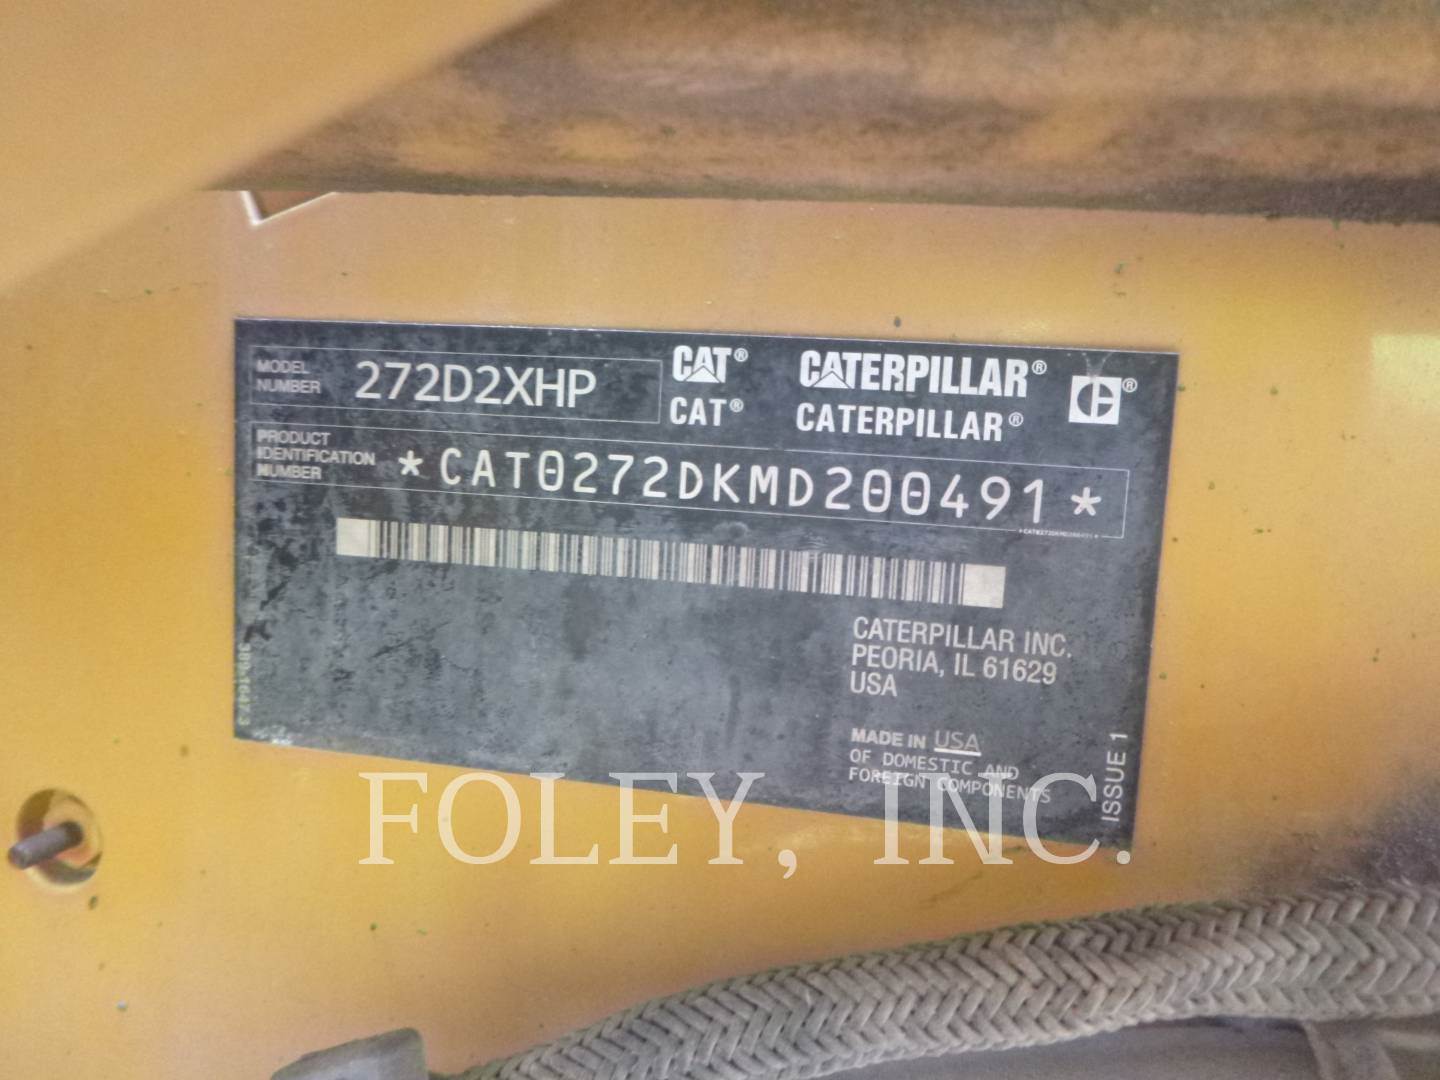 MODEL
NUMBER
272D2XHP
CAT® CATERPILLAR® ®
CAT® CATERPILLAR®
PRODUCT
IDENTIFICATION
NUMBER
*CAT0272DKMD200491*
*CAT0272DKMD200491*
CATERPILLAR INC.
PEORIA, IL 61629
USA
MADE IN USA
OF DOMESTIC AND
FOREIGN COMPONENTS
ISSUE 1
FOLEY, INC.